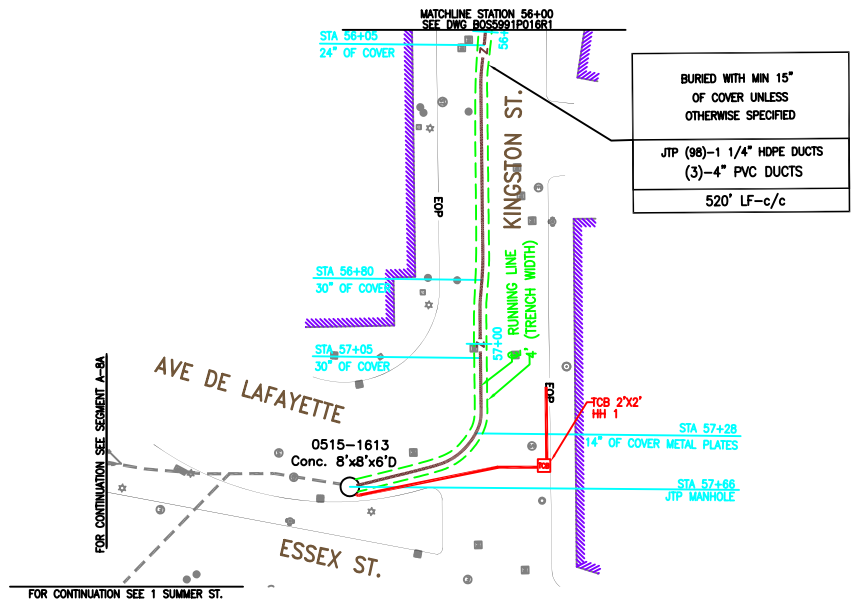 MATCHLINE STATION 56+00
SEE DWG BOS5991P016R1
STA 56+05
24" OF COVER
56+
Z
BURIED WITH MIN 15"
OF COVER UNLESS
OTHERWISE SPECIFIED
JTP (98)-1 1/4" HDPE DUCTS
(3)-4" PVC DUCTS
520' LF-c/c
KINGSTON ST.
EOP
RUNNING LINE
4' (TRENCH WIDTH)
STA 56+80
30" OF COVER
57+00
STA 57+05
30" OF COVER
AVE DE LAFAYETTE
EOP
TCB 2'X2'
HH 1
STA 57+28
14" OF COVER METAL PLATES
0515-1613
Conc. 8'x8'x6'D
TCB
STA 57+66
JTP MANHOLE
ESSEX ST.
FOR CONTINUATION SEE SEGMENT A-8A
FOR CONTINUATION SEE 1 SUMMER ST.